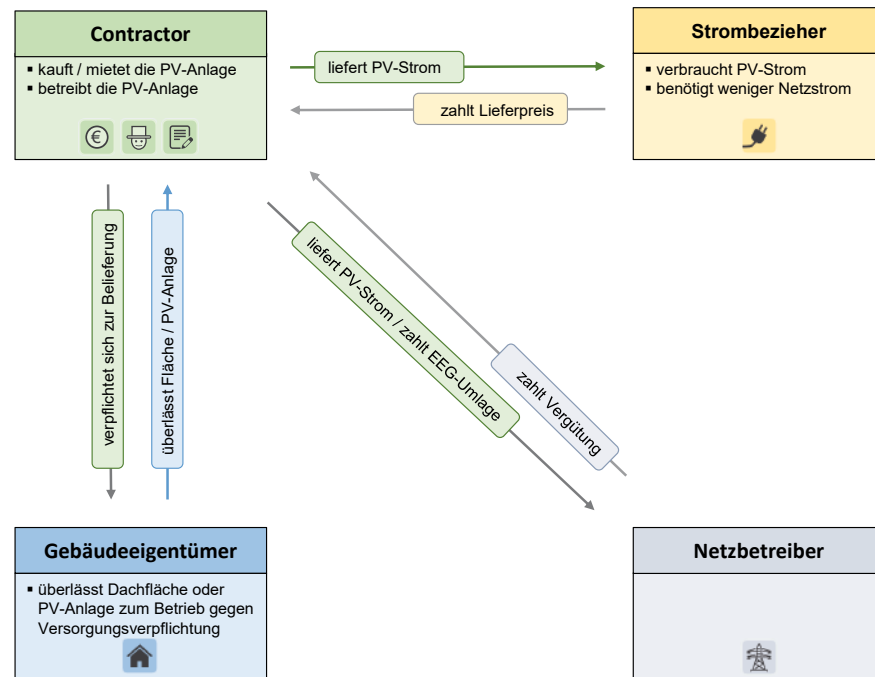 Contractor
▪ kauft / mietet die PV-Anlage
▪ betreibt die PV-Anlage
€
liefert PV-Strom
zahlt Lieferpreis
Strombezieher
▪ verbraucht PV-Strom
▪ benötigt weniger Netzstrom
verpflichtet sich zur Belieferung
überlässt Fläche / PV-Anlage
liefert PV-Strom / zahlt EEG-Umlage
zahlt Vergütung
Gebäudeeigentümer
▪ überlässt Dachfläche oder
PV-Anlage zum Betrieb gegen
Versorgungsverpflichtung
Netzbetreiber